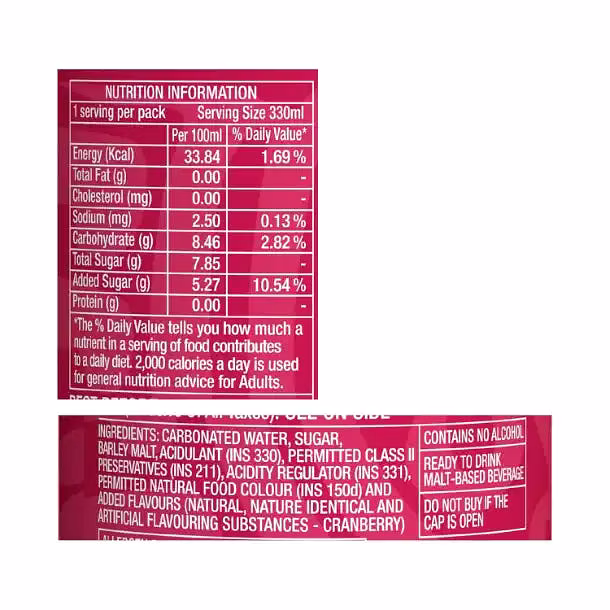 NUTRITION INFORMATION
1 serving per pack Serving Size 330ml
Per 100ml % Daily Value*
Energy (Kcal) 33.84 1.69 %
Total Fat (g) 0.00 -
Cholesterol (mg) 0.00 -
Sodium (mg) 2.50 0.13 %
Carbohydrate (g) 8.46 2.82 %
Total Sugar (g) 7.85 -
Added Sugar (g) 5.27 10.54 %
Protein (g) 0.00 -
*The % Daily Value tells you how much a
nutrient in a serving of food contributes
to a daily diet. 2,000 calories a day is used
for general nutrition advice for Adults.
INGREDIENTS: CARBONATED WATER, SUGAR,
BARLEY MALT, ACIDULANT (INS 330), PERMITTED CLASS II
PRESERVATIVES (INS 211), ACIDITY REGULATOR (INS 331),
PERMITTED NATURAL FOOD COLOUR (INS 150d) AND
ADDED FLAVOURS (NATURAL, NATURE IDENTICAL AND
ARTIFICIAL FLAVOURING SUBSTANCES - CRANBERRY)
CONTAINS NO ALCOHOL
READY TO DRINK
MALT-BASED BEVERAGE
DO NOT BUY IF THE
CAP IS OPEN